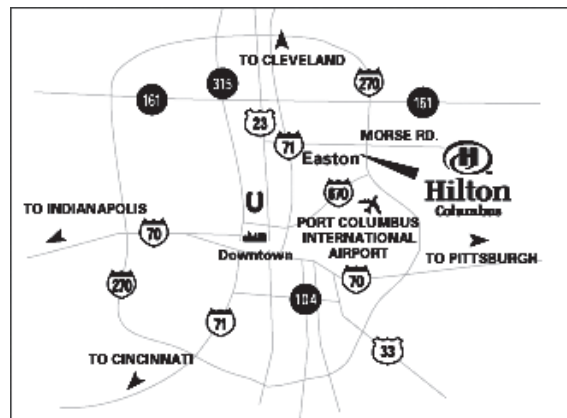 TO CLEVELAND
315
270
161
161
23
71
MORSE RD.
Easton
H
Hilton
Columbus
670
U
TO INDIANAPOLIS
70
PORT COLUMBUS
INTERNATIONAL
AIRPORT
Downtown
TO PITTSBURGH
270
70
104
71
33
TO CINCINNATI